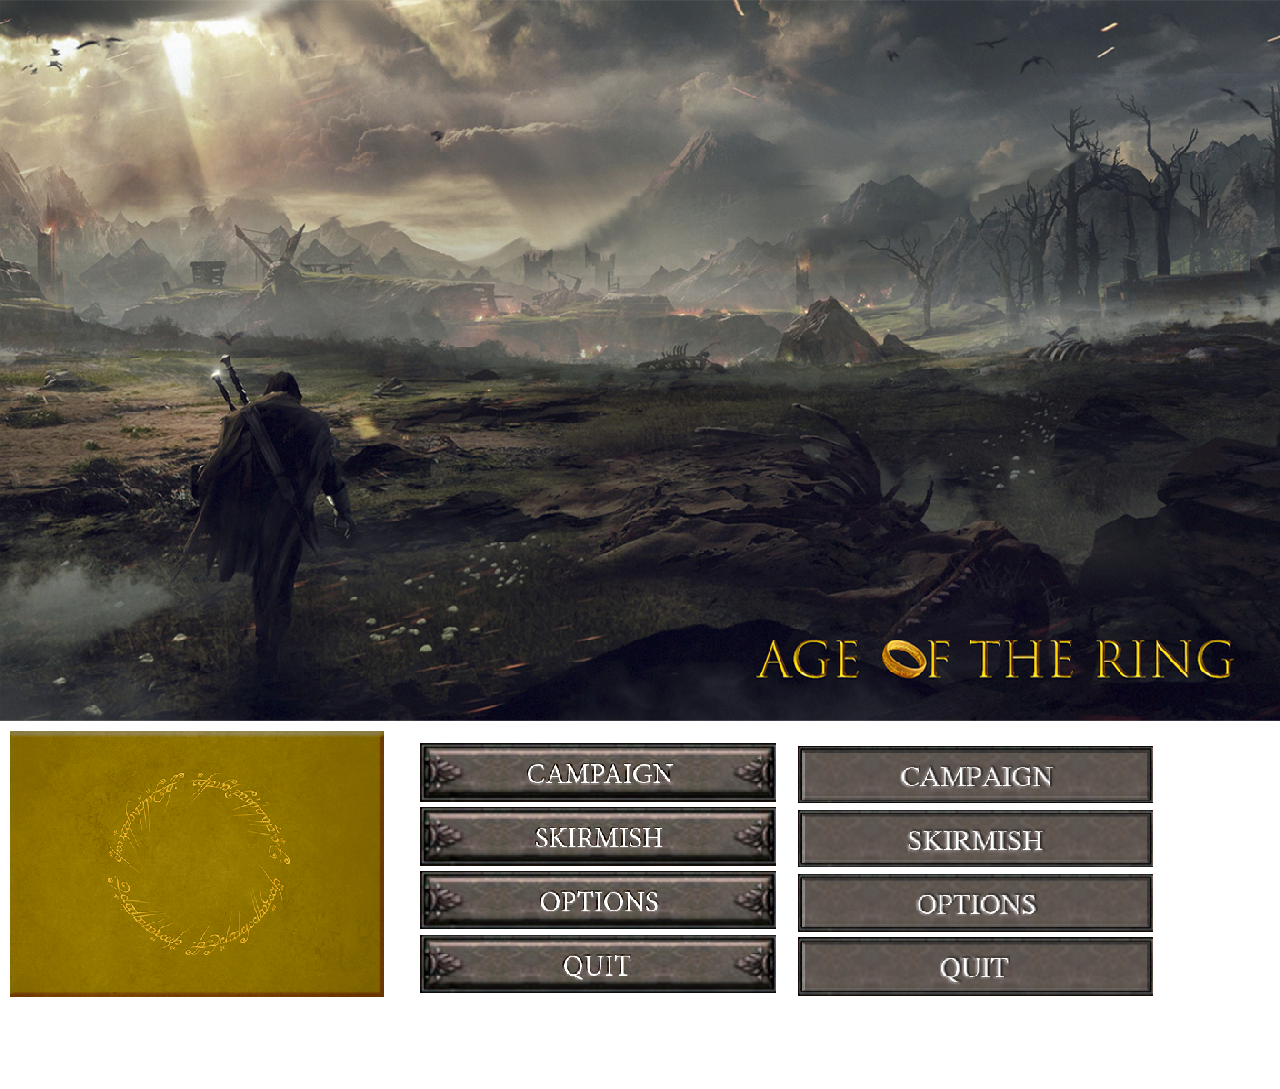 AGE OF THE RING
CAMPAIGN
SKIRMISH
OPTIONS
QUIT
CAMPAIGN
SKIRMISH
OPTIONS
QUIT